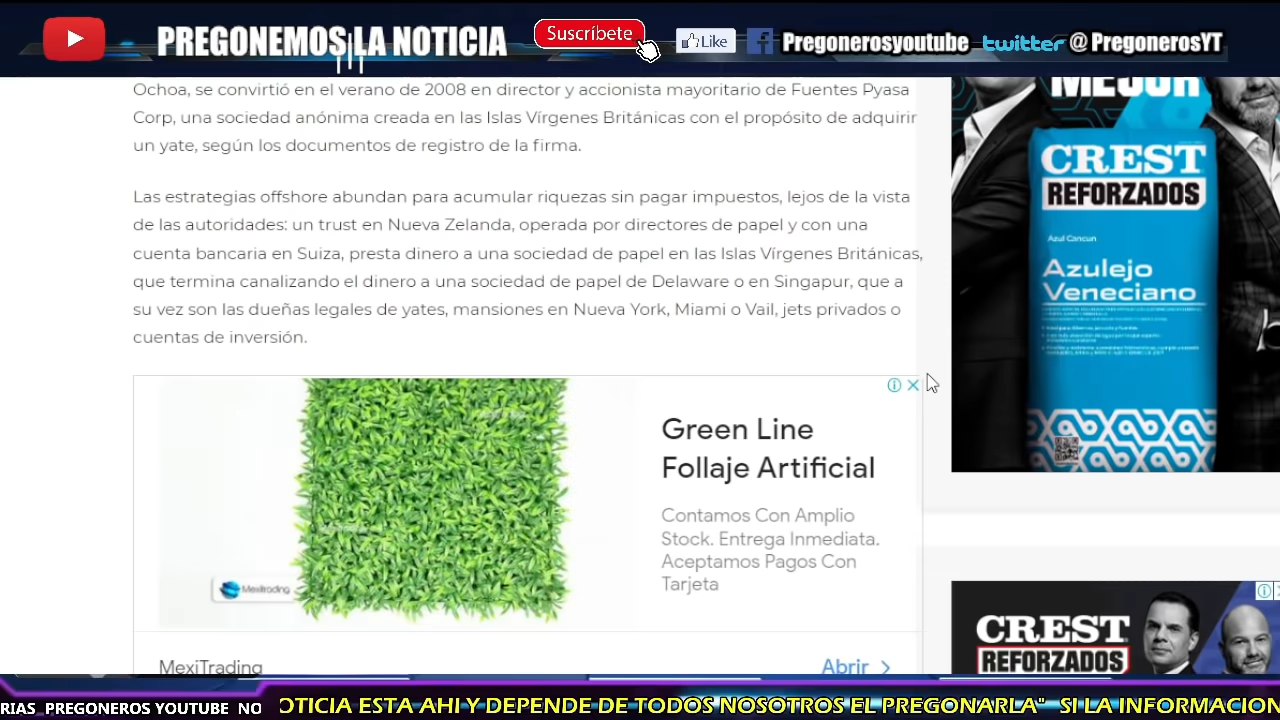 PREGONEMOS LA NOTICIA
Suscríbete
Like
Pregonerosyoutube
twitter @PregonerosYT
Ochoa, se convirtió en el verano de 2008 en director y accionista mayoritario de Fuentes Pyasa
Corp, una sociedad anónima creada en las Islas Vírgenes Británicas con el propósito de adquirir
un yate, según los documentos de registro de la firma.
Las estrategias offshore abundan para acumular riquezas sin pagar impuestos, lejos de la vista
de las autoridades: un trust en Nueva Zelanda, operada por directores de papel y con una
cuenta bancaria en Suiza, presta dinero a una sociedad de papel en las Islas Vírgenes Británicas,
que termina canalizando el dinero a una sociedad de papel de Delaware o en Singapur, que a
su vez son las dueñas legales de yates, mansiones en Nueva York, Miami o Vail, jets privados o
cuentas de inversión.
Green Line
Follaje Artificial
Contamos Con Amplio
Stock. Entrega Inmediata.
Aceptamos Pagos Con
Tarjeta
MexiTrading
MexiTrading
Abrir
MEJOR
CREST
REFORZADOS
Azul Cancun
Azulejo
Veneciano
CREST
REFORZADOS
RIAS_PREGONEROS YOUTUBE NO
OTICIA ESTA AHI Y DEPENDE DE TODOS NOSOTROS EL PREGONARLA" SI LA INFORMACION